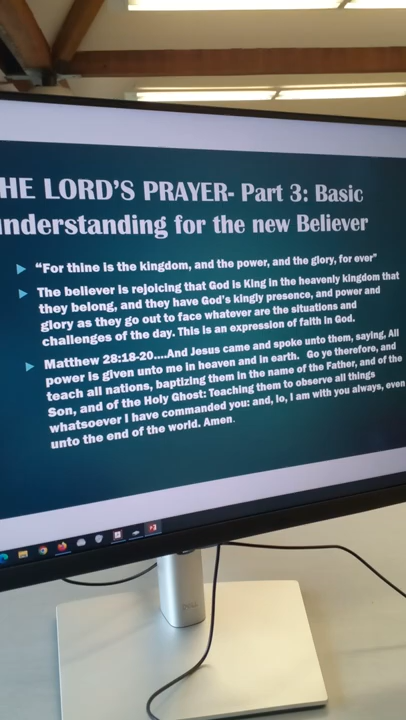 HE LORD'S PRAYER- Part 3: Basic
understanding for the new Believer
"For thine is the kingdom, and the power, and the glory, for ever"
The believer is rejoicing that God is King in the heavenly kingdom that
they belong, and they have God's kingly presence, and power and
glory as they go out to face whatever are the situations and
challenges of the day. This is an expression of faith in God.
Matthew 28:18-20....And Jesus came and spoke unto them, saying, All
power is given unto me in heaven and in earth. Go ye therefore, and
teach all nations, baptizing them in the name of the Father, and of the
Son, and of the Holy Ghost: Teaching them to observe all things
whatsoever I have commanded you: and, lo, I am with you always, even
unto the end of the world. Amen.